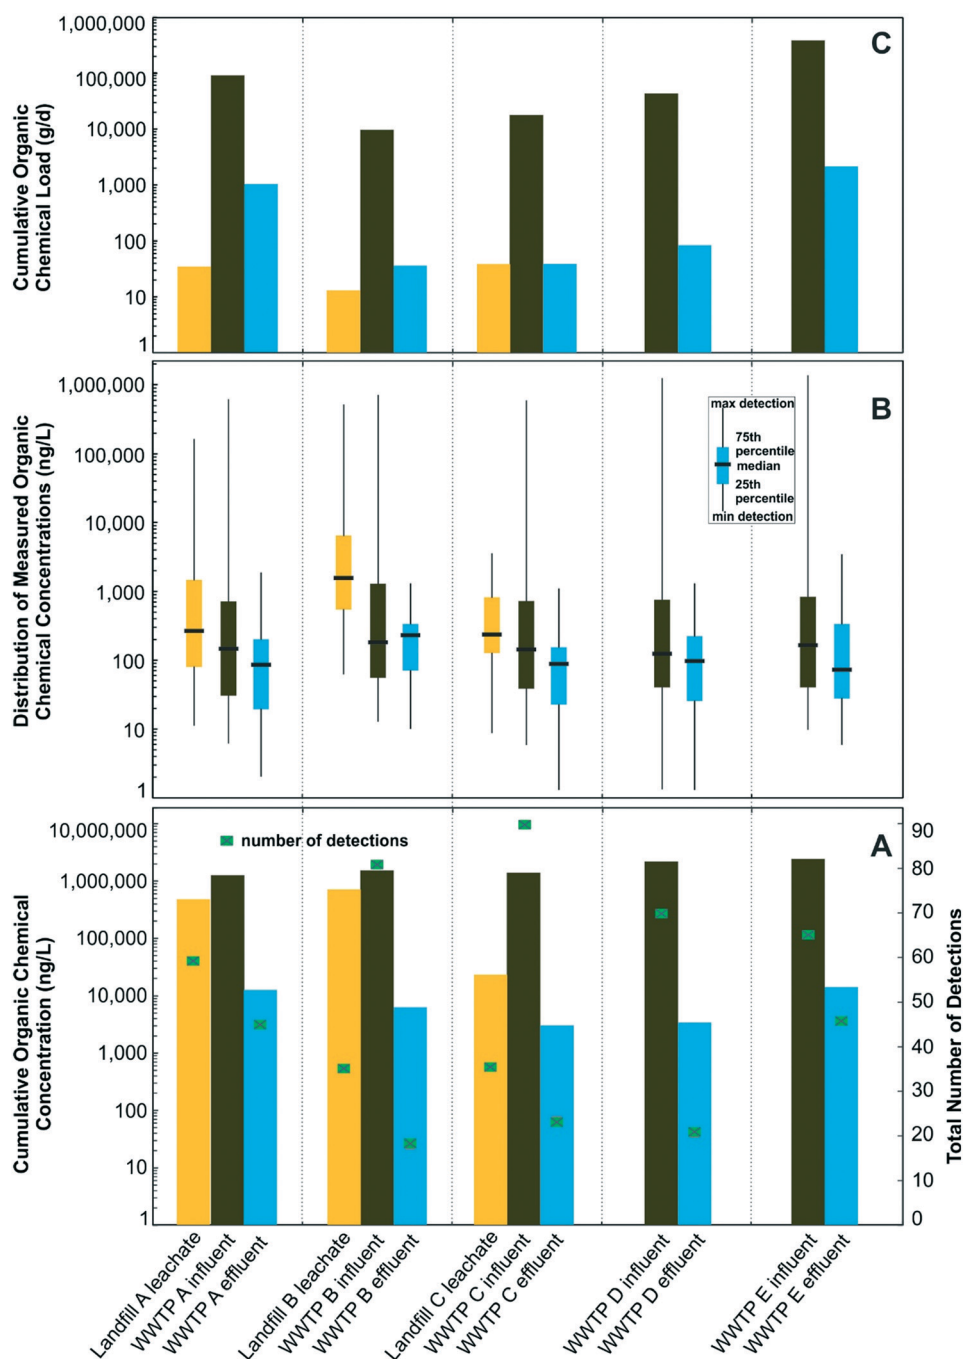 Cumulative Organic
Chemical Load (g/d)
1,000,000
100,000
10,000
1,000
100
10
1
C
Distribution of Measured Organic
Chemical Concentrations (ng/L)
1,000,000
100,000
10,000
1,000
100
10
1
B
max detection
75th
percentile
median
25th
percentile
min detection
Cumulative Organic Chemical
Concentration (ng/L)
10,000,000
1,000,000
100,000
10,000
1,000
100
10
1
number of detections
A
90
80
70
60
50
40
30
20
10
0
Total Number of Detections
Landfill A leachate
WWTP A influent
WWTP A effluent
Landfill B leachate
WWTP B influent
WWTP B effluent
Landfill C leachate
WWTP C influent
WWTP C effluent
WWTP D influent
WWTP D effluent
WWTP E influent
WWTP E effluent